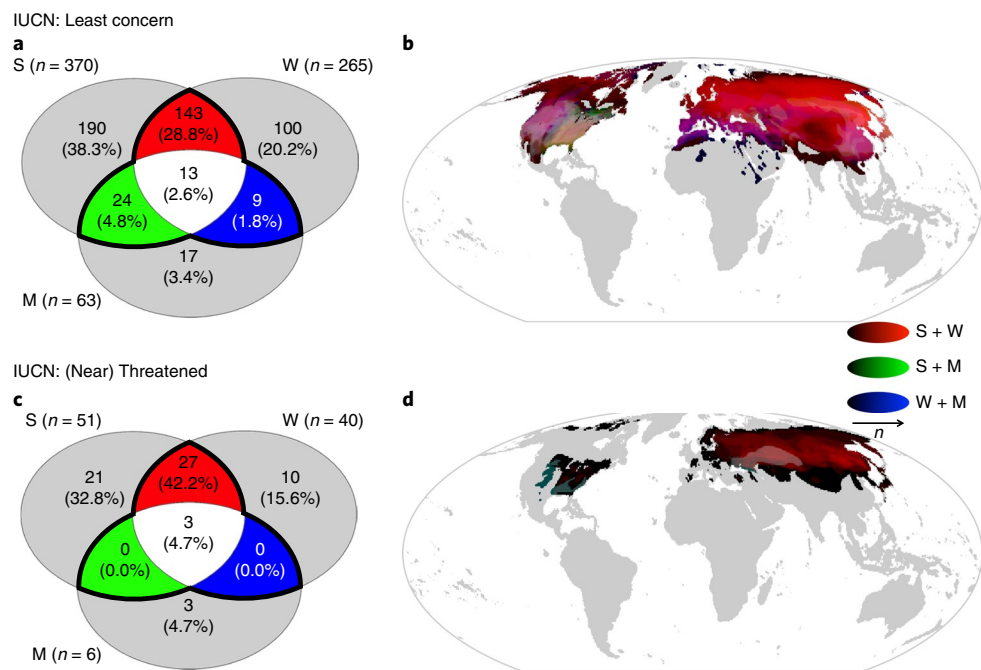 IUCN: Least concern
a
b
S (n = 370)
W (n = 265)
143
(28.8%)
190
(38.3%)
100
(20.2%)
13
(2.6%)
24
(4.8%)
9
(1.8%)
17
(3.4%)
M (n = 63)
S + W
S + M
W + M
n
IUCN: (Near) Threatened
c
d
S (n = 51)
W (n = 40)
27
(42.2%)
21
(32.8%)
10
(15.6%)
3
(4.7%)
0
(0.0%)
0
(0.0%)
3
(4.7%)
M (n = 6)